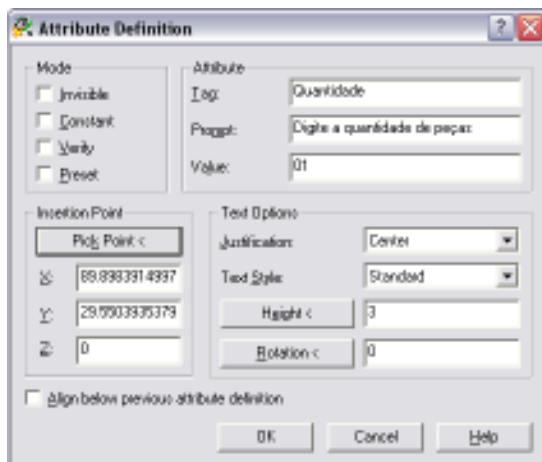 Attribute Definition
Mode
Invisible
Constant
Verify
Preset
Attribute
Tag: Quantidade
Prompt: Digite a quantidade de peças
Value: 01
Insertion Point
Pick Point <
X: 89.8983914997
Y: 29.5503935379
Z: 0
Text Options
Justification: Center
Text Style: Standard
Height < 3
Rotation < 0
Align below previous attribute definition
OK Cancel Help